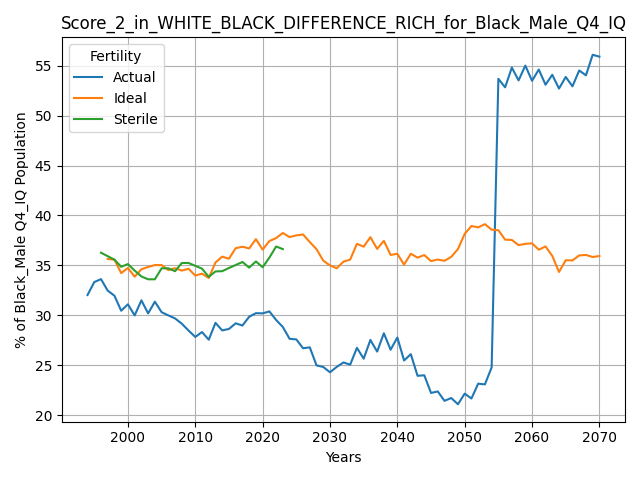 Score_2_in_WHITE_BLACK_DIFFERENCE_RICH_for_Black_Male_Q4_IQ
Fertility
Actual
Ideal
Sterile
% of Black_Male Q4_IQ Population
55
50
45
40
35
30
25
20
2000
2010
2020
2030
2040
2050
2060
2070
Years